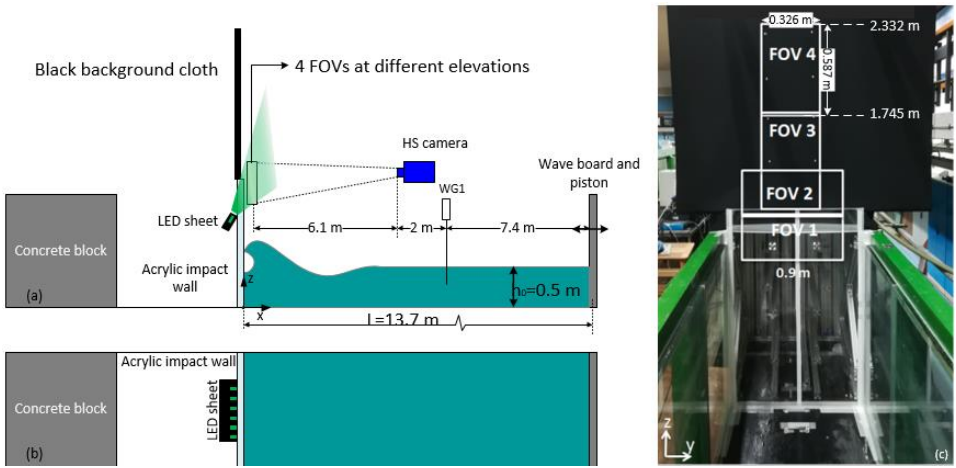 Black background cloth
4 FOVs at different elevations
HS camera
Wave board and
piston
WG1
LED sheet
6.1 m
2 m
7.4 m
Concrete block
Acrylic impact
wall
z
x
(a)
h₀=0.5 m
L=13.7 m
Acrylic impact wall
Concrete block
LED sheet
(b)
0.326 m
2.332 m
FOV 4
0.587 m
1.745 m
FOV 3
FOV 2
FOV 1
0.9 m
z
y
(c)